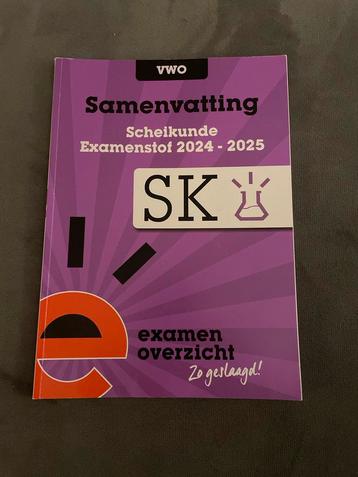 VWO
Samenvatting
Scheikunde
Examenstof 2024 - 2025
SK
examen
overzicht
Zo geslaagd!